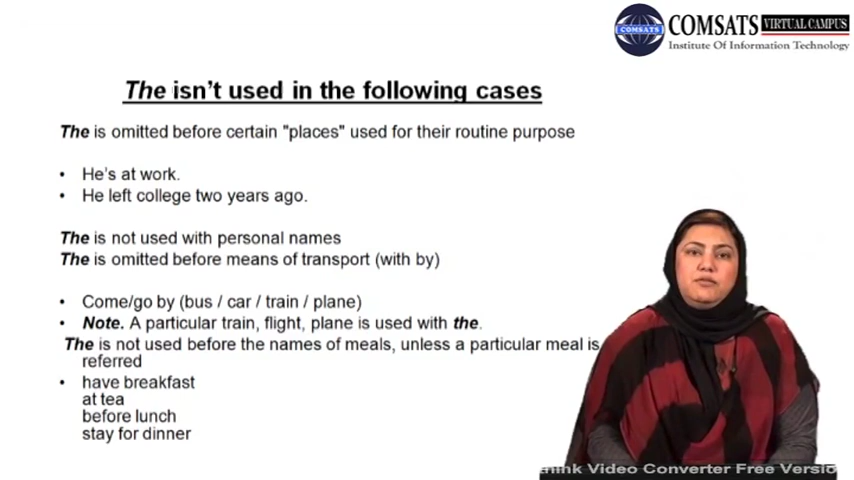 COMSATS
COMSATS VIRTUAL CAMPUS
Institute Of Information Technology
The isn't used in the following cases
The is omitted before certain "places" used for their routine purpose
• He's at work.
• He left college two years ago.
The is not used with personal names
The is omitted before means of transport (with by)
• Come/go by (bus / car / train / plane)
• Note. A particular train, flight, plane is used with the.
The is not used before the names of meals, unless a particular meal is
referred
• have breakfast
at tea
before lunch
stay for dinner
think Video Converter Free Versio